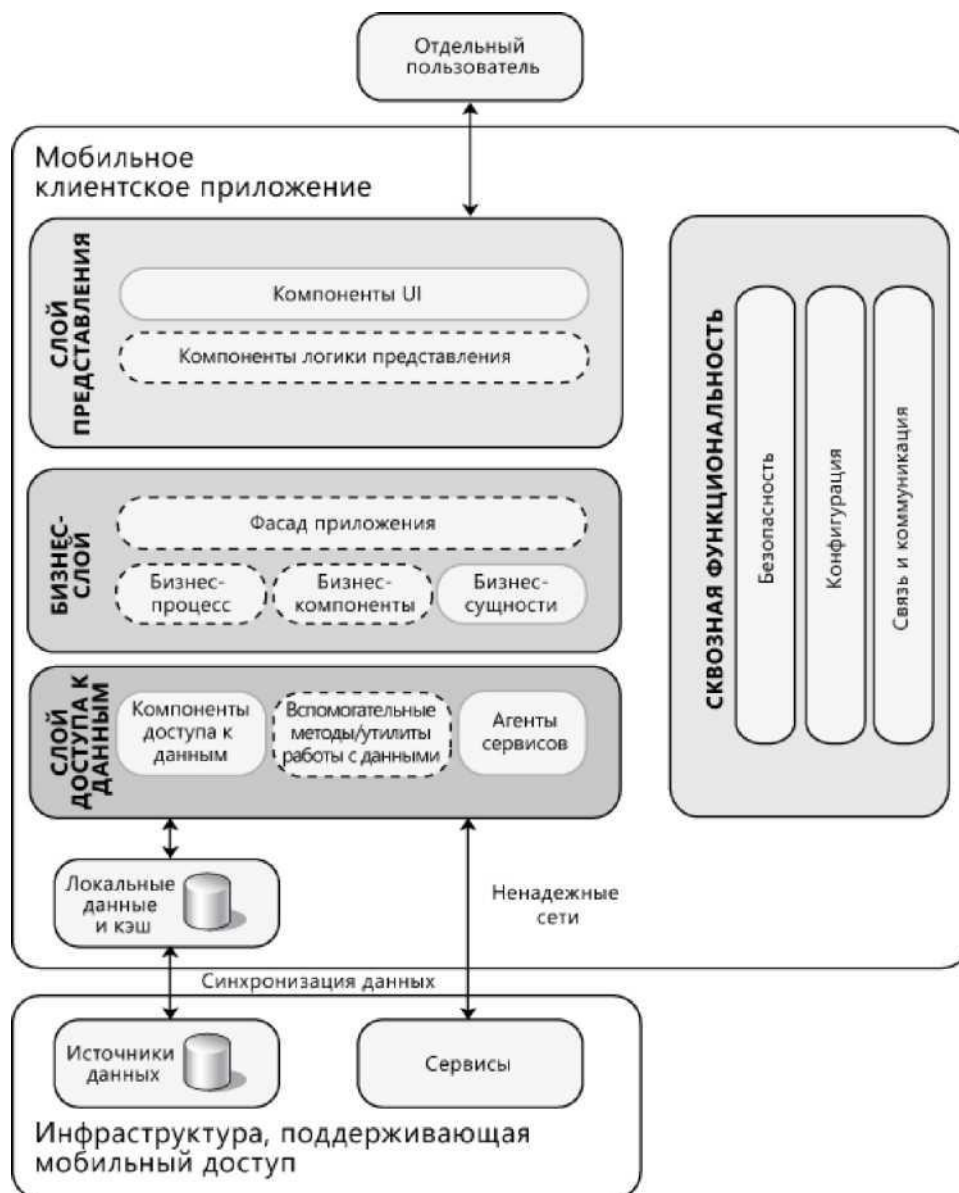 Отдельный
пользователь
Мобильное
клиентское приложение
СЛОЙ
ПРЕДСТАВЛЕНИЯ
Компоненты UI
Компоненты логики представления
БИЗНЕС-
СЛОЙ
Фасад приложения
Бизнес-
процесс
Бизнес-
компоненты
Бизнес-
сущности
СЛОЙ
ДОСТУПА К
ДАННЫМ
Компоненты
доступа к
данным
Вспомогательные
методы/утилиты
работы с данными
Агенты
сервисов
СКВОЗНАЯ ФУНКЦИОНАЛЬНОСТЬ
Безопасность
Конфигурация
Связь и коммуникация
Локальные
данные
и кэш
Ненадежные
сети
Синхронизация данных
Источники
данных
Сервисы
Инфраструктура, поддерживающая
мобильный доступ